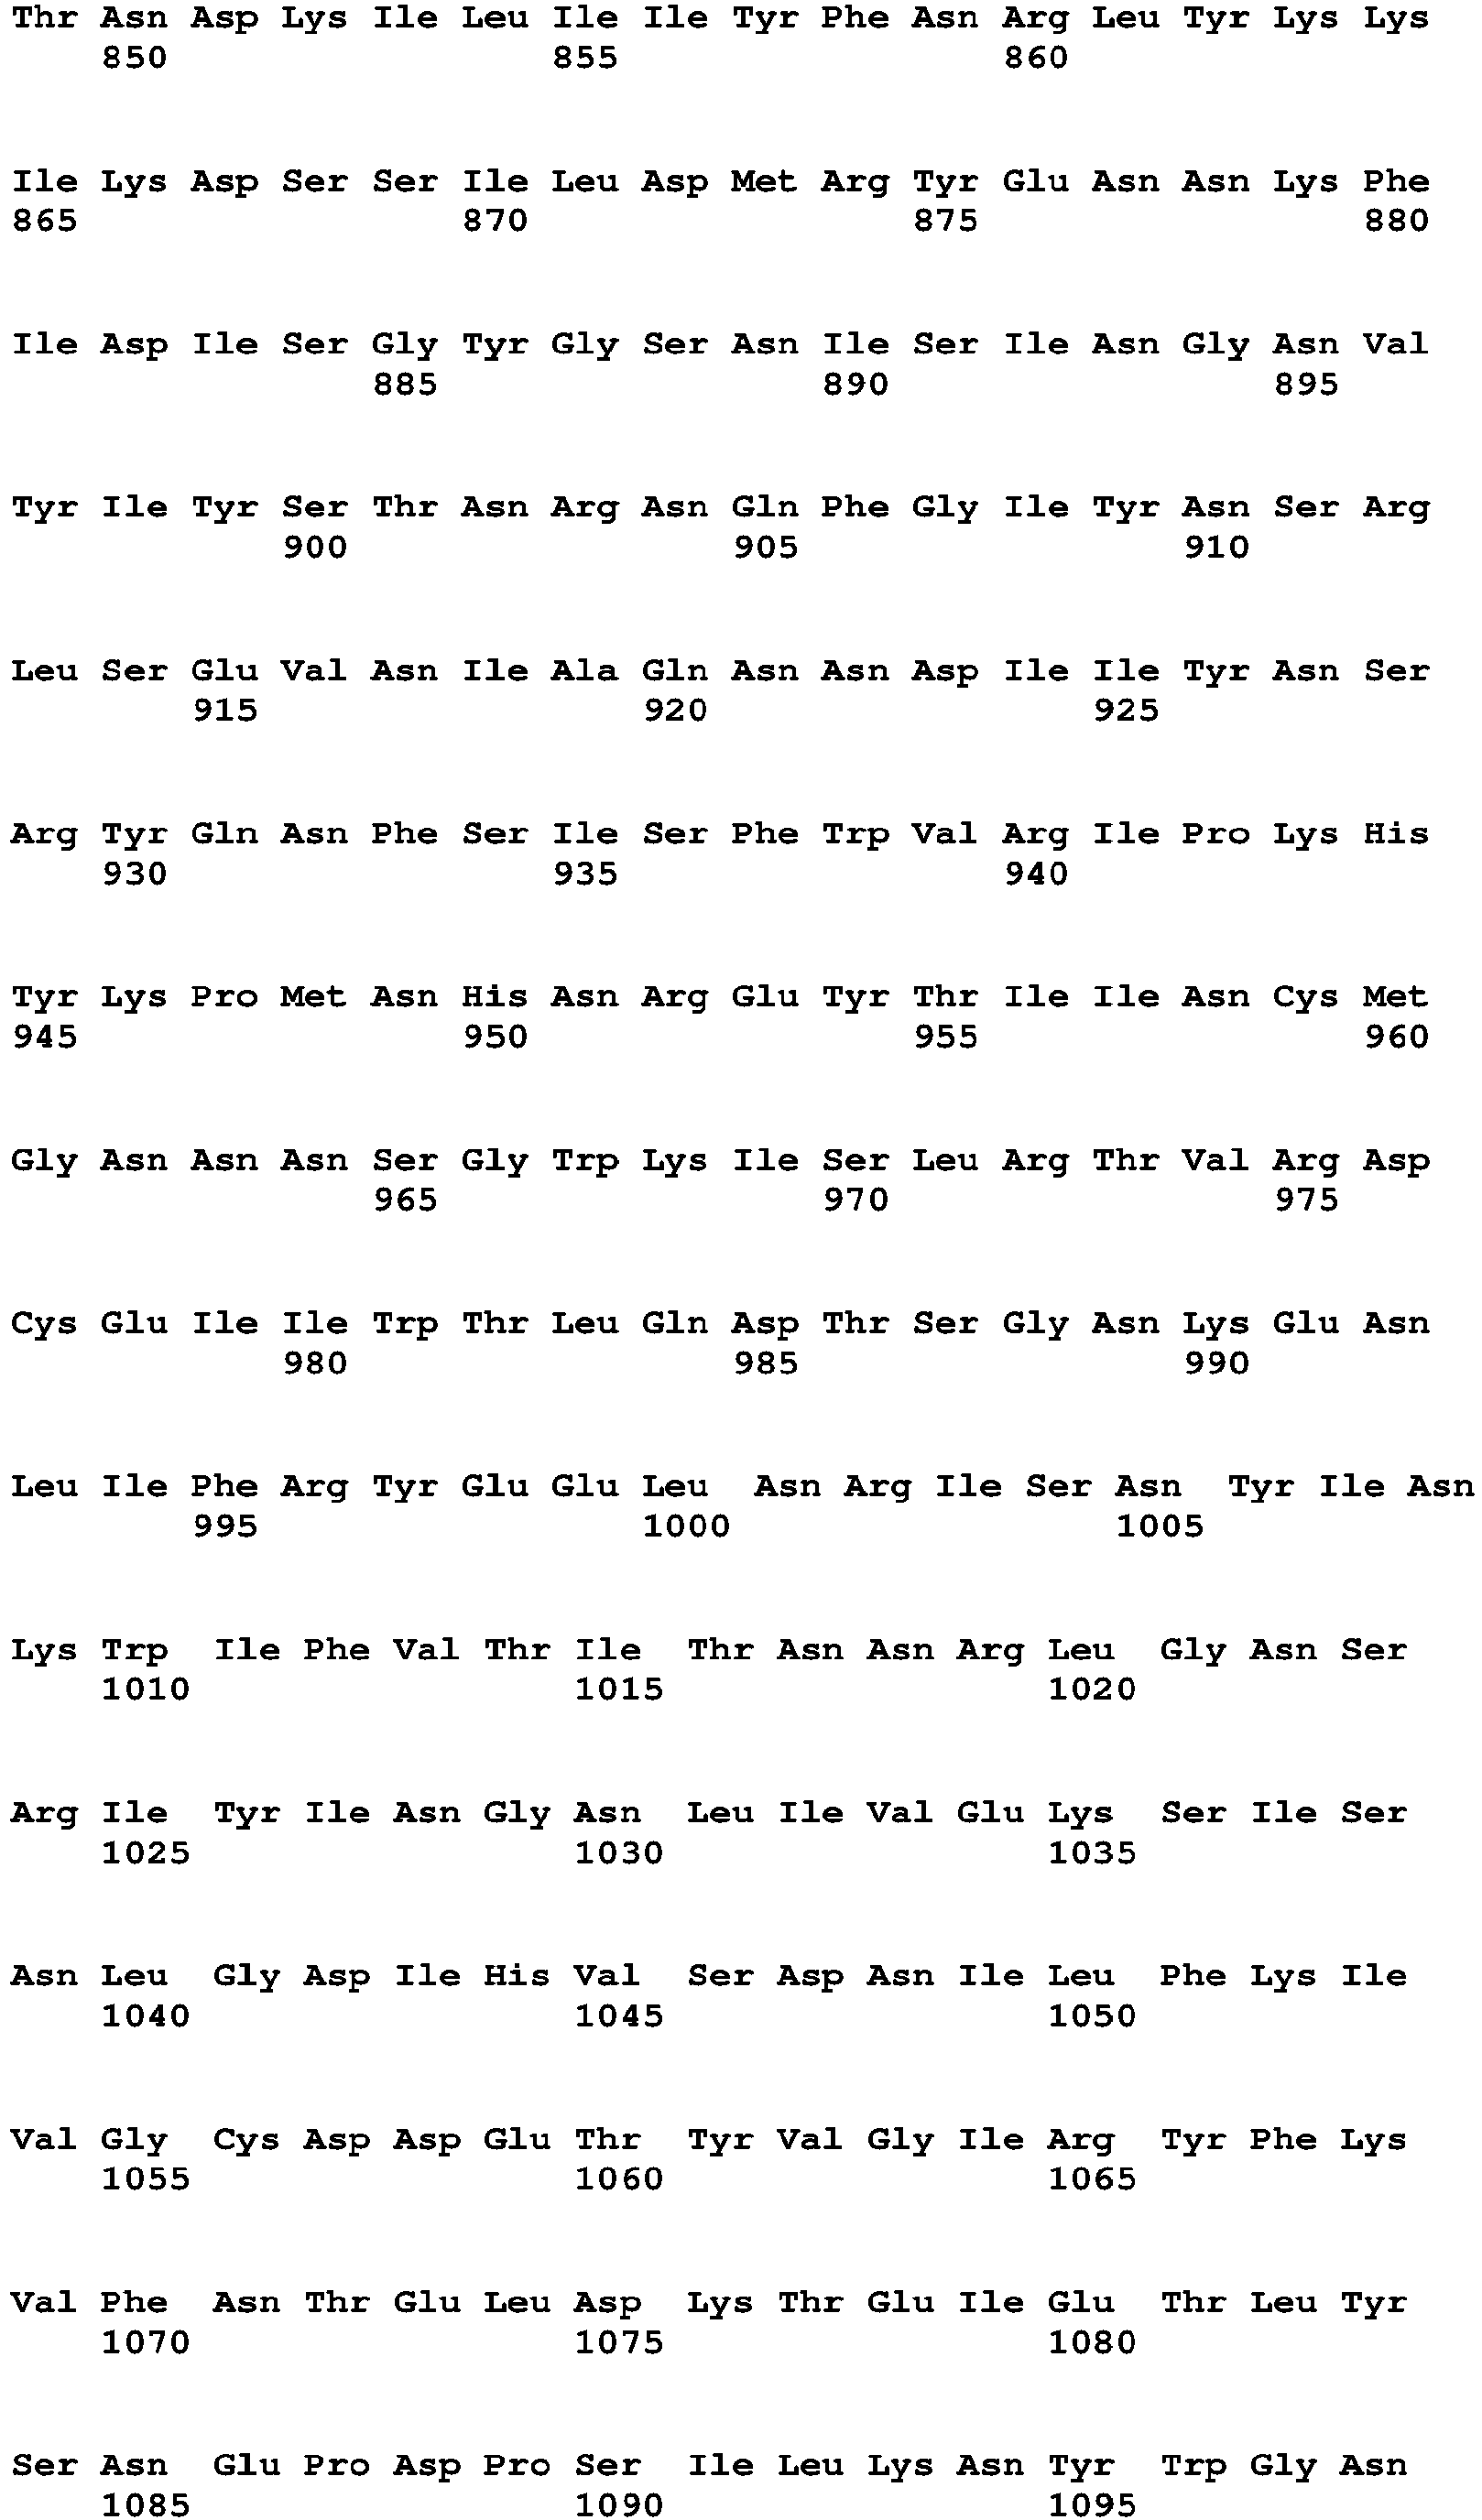 Thr Asn Asp Lys Ile Leu Ile Ile Tyr Phe Asn Arg Leu Tyr Lys Lys
850 855 860
Ile Lys Asp Ser Ser Ile Leu Asp Met Arg Tyr Glu Asn Asn Lys Phe
865 870 875 880
Ile Asp Ile Ser Gly Tyr Gly Ser Asn Ile Ser Ile Asn Gly Asn Val
885 890 895
Tyr Ile Tyr Ser Thr Asn Arg Asn Gln Phe Gly Ile Tyr Asn Ser Arg
900 905 910
Leu Ser Glu Val Asn Ile Ala Gln Asn Asn Asp Ile Ile Tyr Asn Ser
915 920 925
Arg Tyr Gln Asn Phe Ser Ile Ser Phe Trp Val Arg Ile Pro Lys His
930 935 940
Tyr Lys Pro Met Asn His Asn Arg Glu Tyr Thr Ile Ile Asn Cys Met
945 950 955 960
Gly Asn Asn Asn Ser Gly Trp Lys Ile Ser Leu Arg Thr Val Arg Asp
965 970 975
Cys Glu Ile Ile Trp Thr Leu Gln Asp Thr Ser Gly Asn Lys Glu Asn
980 985 990
Leu Ile Phe Arg Tyr Glu Glu Leu Asn Arg Ile Ser Asn Tyr Ile Asn
995 1000 1005
Lys Trp Ile Phe Val Thr Ile Thr Asn Asn Arg Leu Gly Asn Ser
1010 1015 1020
Arg Ile Tyr Ile Asn Gly Asn Leu Ile Val Glu Lys Ser Ile Ser
1025 1030 1035
Asn Leu Gly Asp Ile His Val Ser Asp Asn Ile Leu Phe Lys Ile
1040 1045 1050
Val Gly Cys Asp Asp Glu Thr Tyr Val Gly Ile Arg Tyr Phe Lys
1055 1060 1065
Val Phe Asn Thr Glu Leu Asp Lys Thr Glu Ile Glu Thr Leu Tyr
1070 1075 1080
Ser Asn Glu Pro Asp Pro Ser Ile Leu Lys Asn Tyr Trp Gly Asn
1085 1090 1095